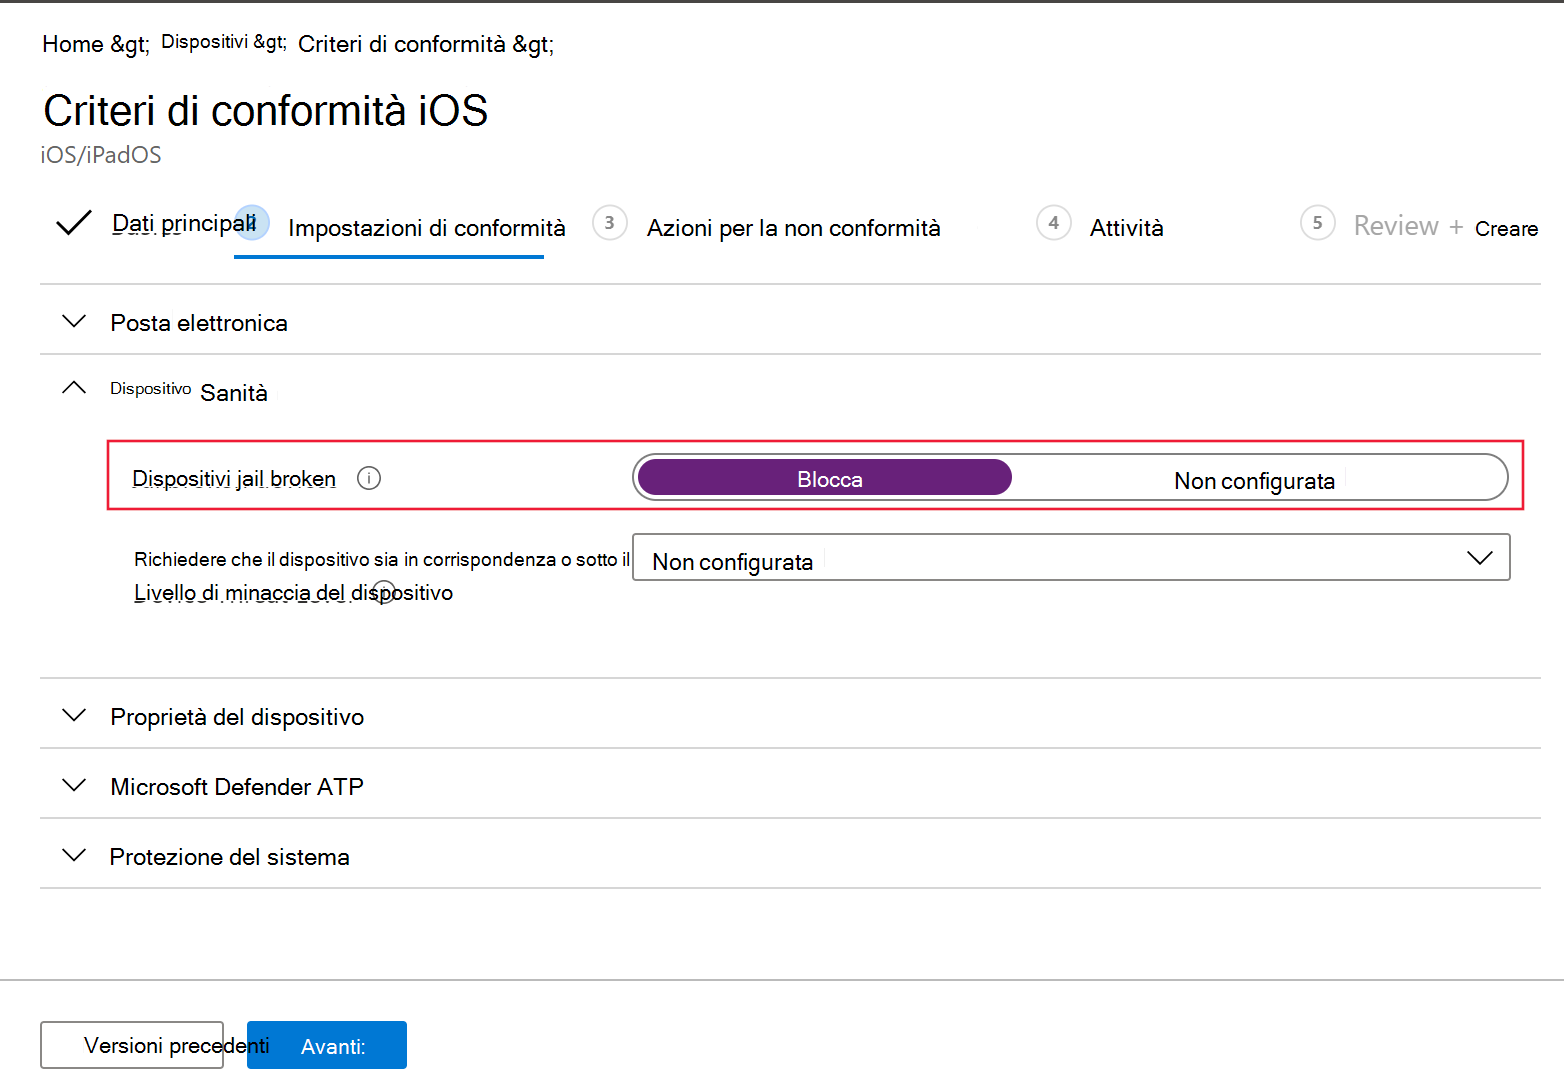 Home &gt; Dispositivi &gt; Criteri di conformità &gt;
Criteri di conformità iOS
iOS/iPadOS
Dati principali 2 Impostazioni di conformità 3 Azioni per la non conformità 4 Attività 5 Review + Creare
Posta elettronica
Dispositivo Sanità
Dispositivi jail broken Blocca Non configurata
Richiedere che il dispositivo sia in corrispondenza o sotto il Non configurata
Livello di minaccia del dispositivo
Proprietà del dispositivo
Microsoft Defender ATP
Protezione del sistema
Versioni precedenti Avanti: